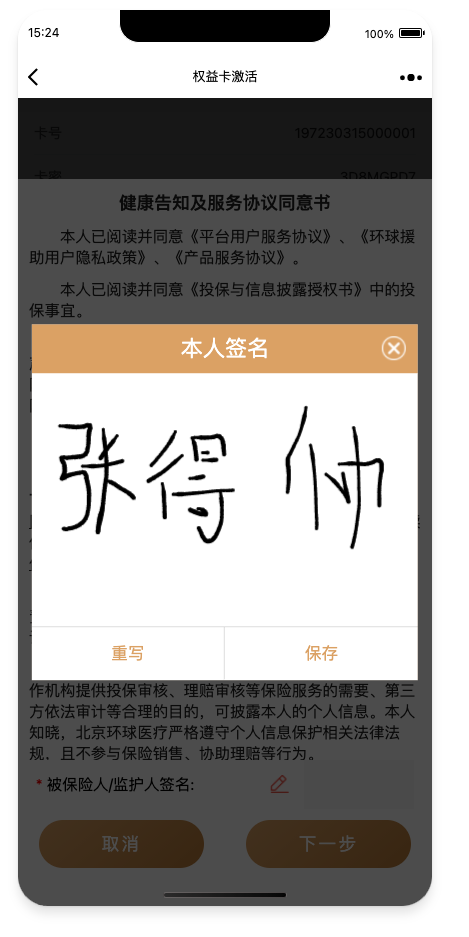 15:24 100%
权益卡激活
卡号 197230315000001
卡密 3D8MGPD7
健康告知及服务协议同意书
本人已阅读并同意《平台用户服务协议》、《环球援
助用户隐私政策》、《产品服务协议》。
本人已阅读并同意《投保与信息披露授权书》中的投
保事宜。
本人签名
张得帅
重写 保存
作机构提供投保审核、理赔审核等保险服务的需要、第三
方依法审计等合理的目的，可披露本人的个人信息。本人
知晓，北京环球医疗严格遵守个人信息保护相关法律法
规，且不参与保险销售、协助理赔等行为。
* 被保险人/监护人签名:
取消 下一步